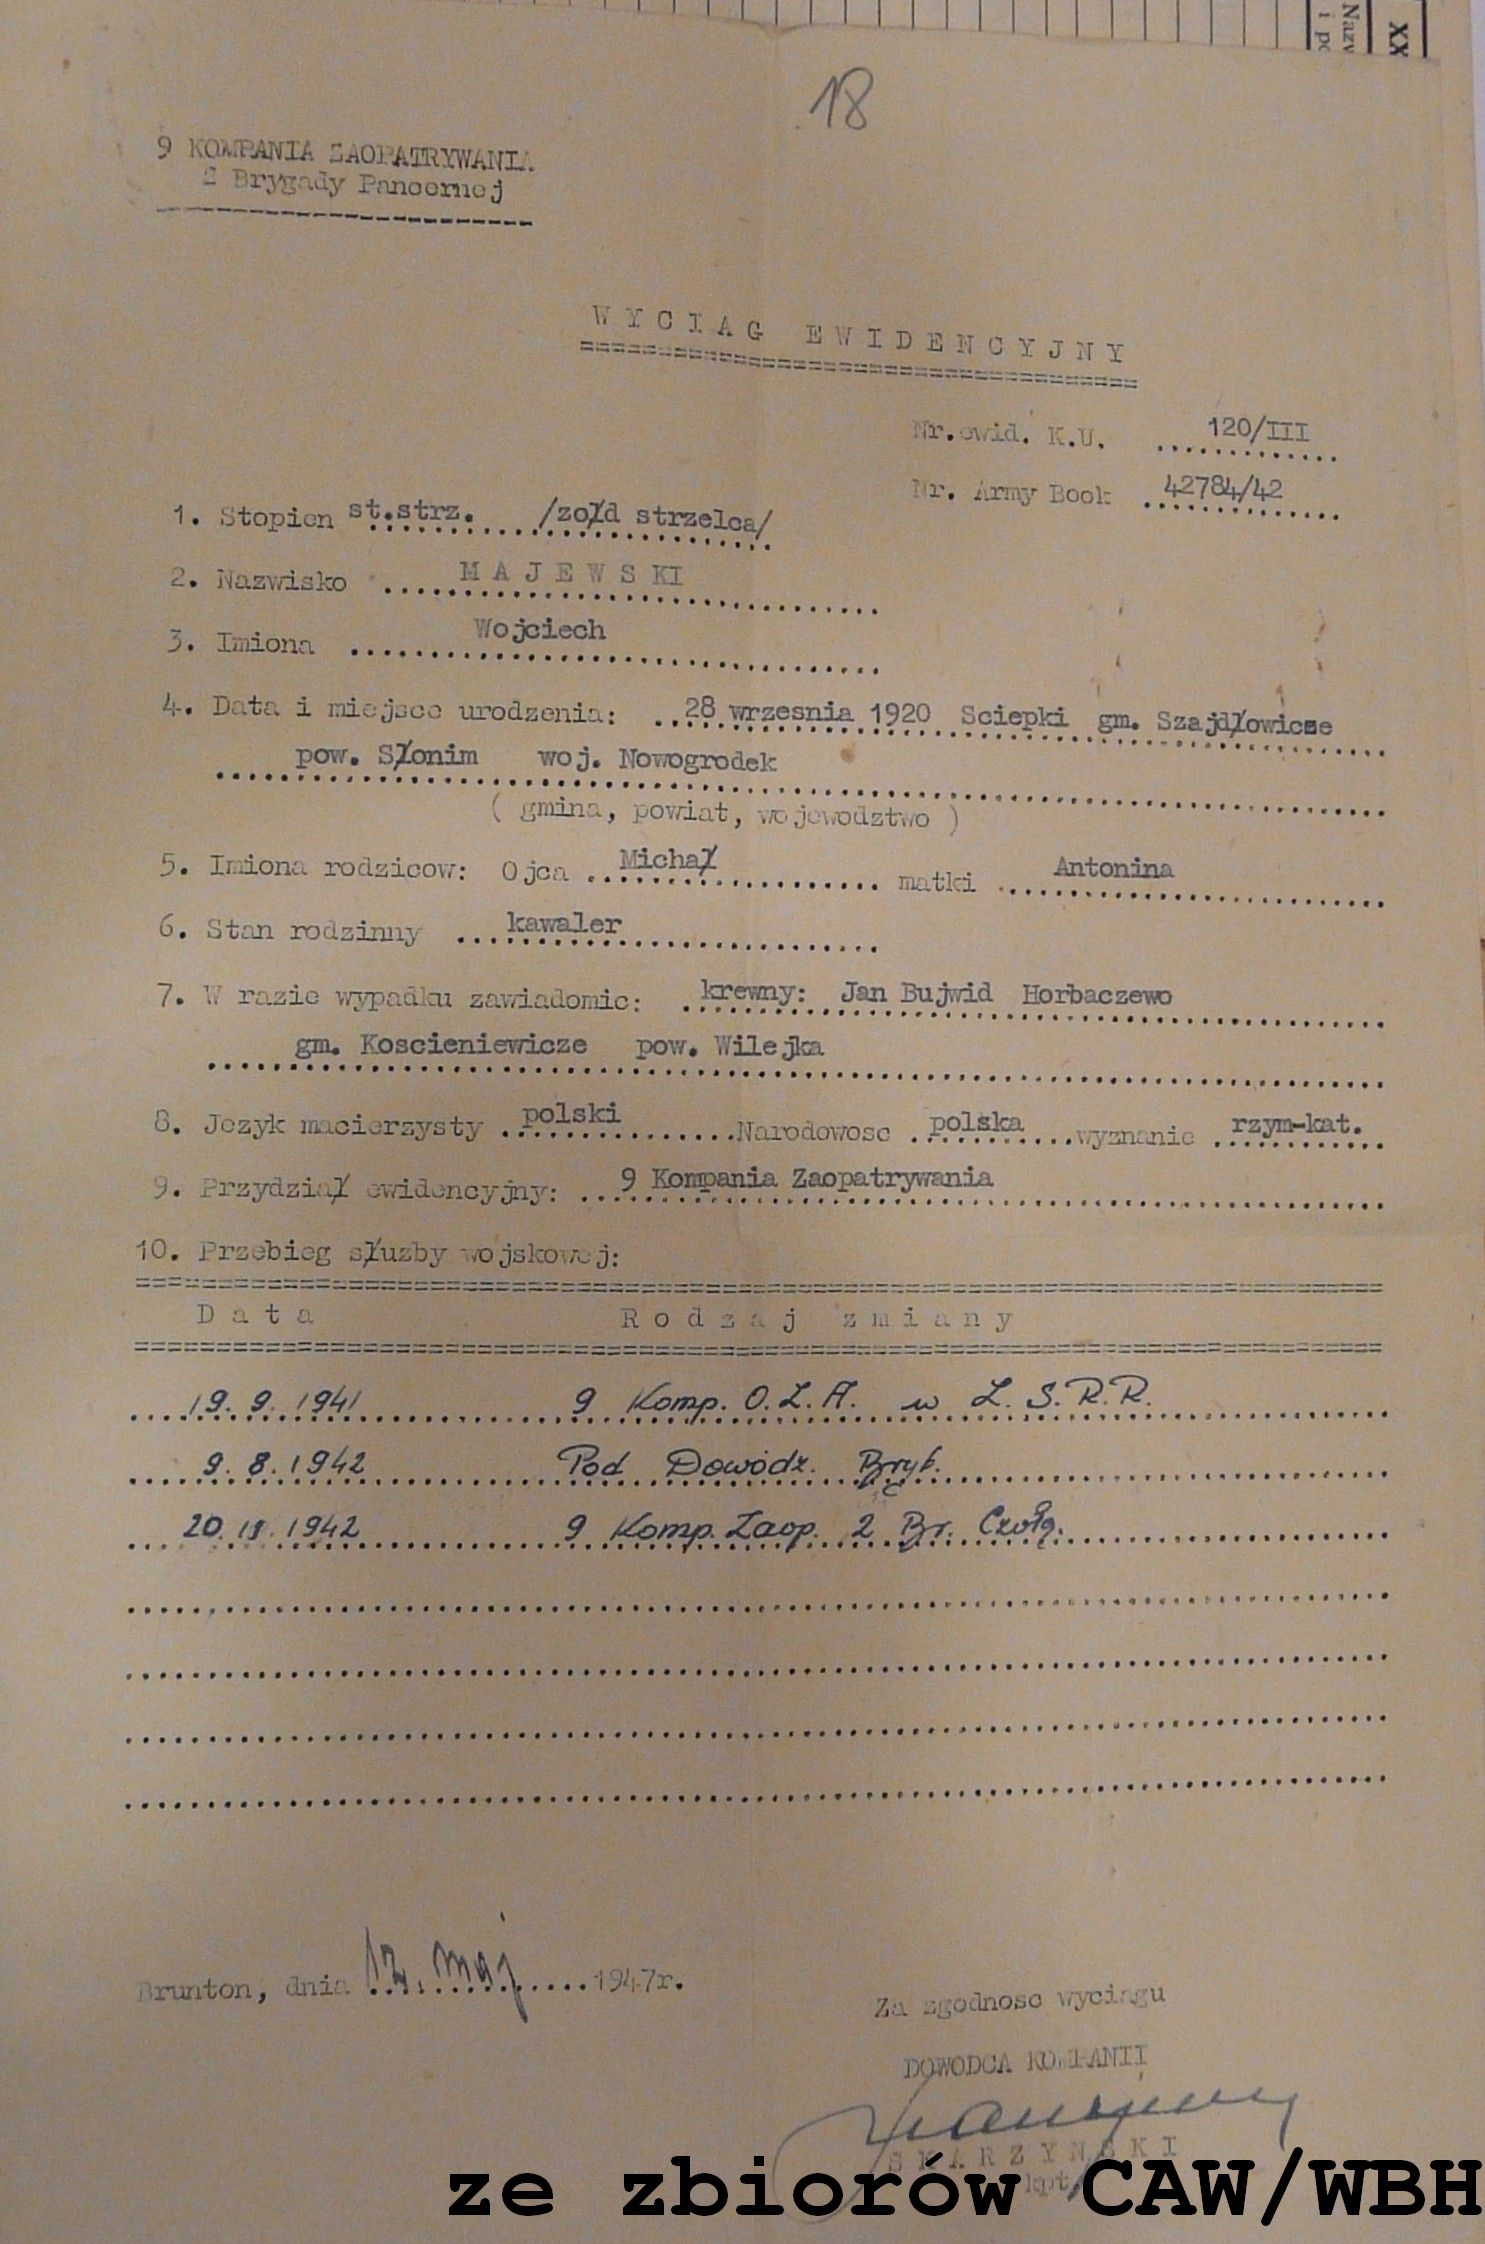 XX
Nazw
i po
18
9 KOMPANIA ZAOPATRYWANIA
2 Brygady Pancernej
WYCIAG EWIDENCYJNY
Nr.ewid. K.U. 120/III
Nr. Army Book 42784/42
1. Stopien st.strz. /zołd strzelca/
2. Nazwisko MAJEWSKI
3. Imiona Wojciech
4. Data i miejsce urodzenia: 28 wrzesnia 1920 Sciepki gm. Szajdłowicze
pow. Słonim woj. Nowogrodek
( gmina, powiat, wojewodztwo )
5. Imiona rodzicow: Ojca Michał matki Antonina
6. Stan rodzinny kawaler
7. W razie wypadku zawiadomic: krewny: Jan Bujwid Horbaczewo
gm. Koscieniewicze pow. Wilejka
8. Jezyk macierzysty polski Narodowosc polska wyznanie rzym-kat.
9. Przydział ewidencyjny: 9 Kompania Zaopatrywania
10. Przebieg słuzby wojskowej:
Data Rodzaj zmiany
19. 9. 1941 9 Komp. O.Z.A. w Z.S.R.R.
9. 8. 1942 Pod Dowódz. Bryt.
20. 1942 9 Komp. Zaop. 2 Br. Czołg.
Brunton, dnia 12. maj 1947r.
Za zgodnosc wyciagu
DOWODCA KOMPANII
SKARZYNSKI
kpt.
ze zbiorów CAW/WBH